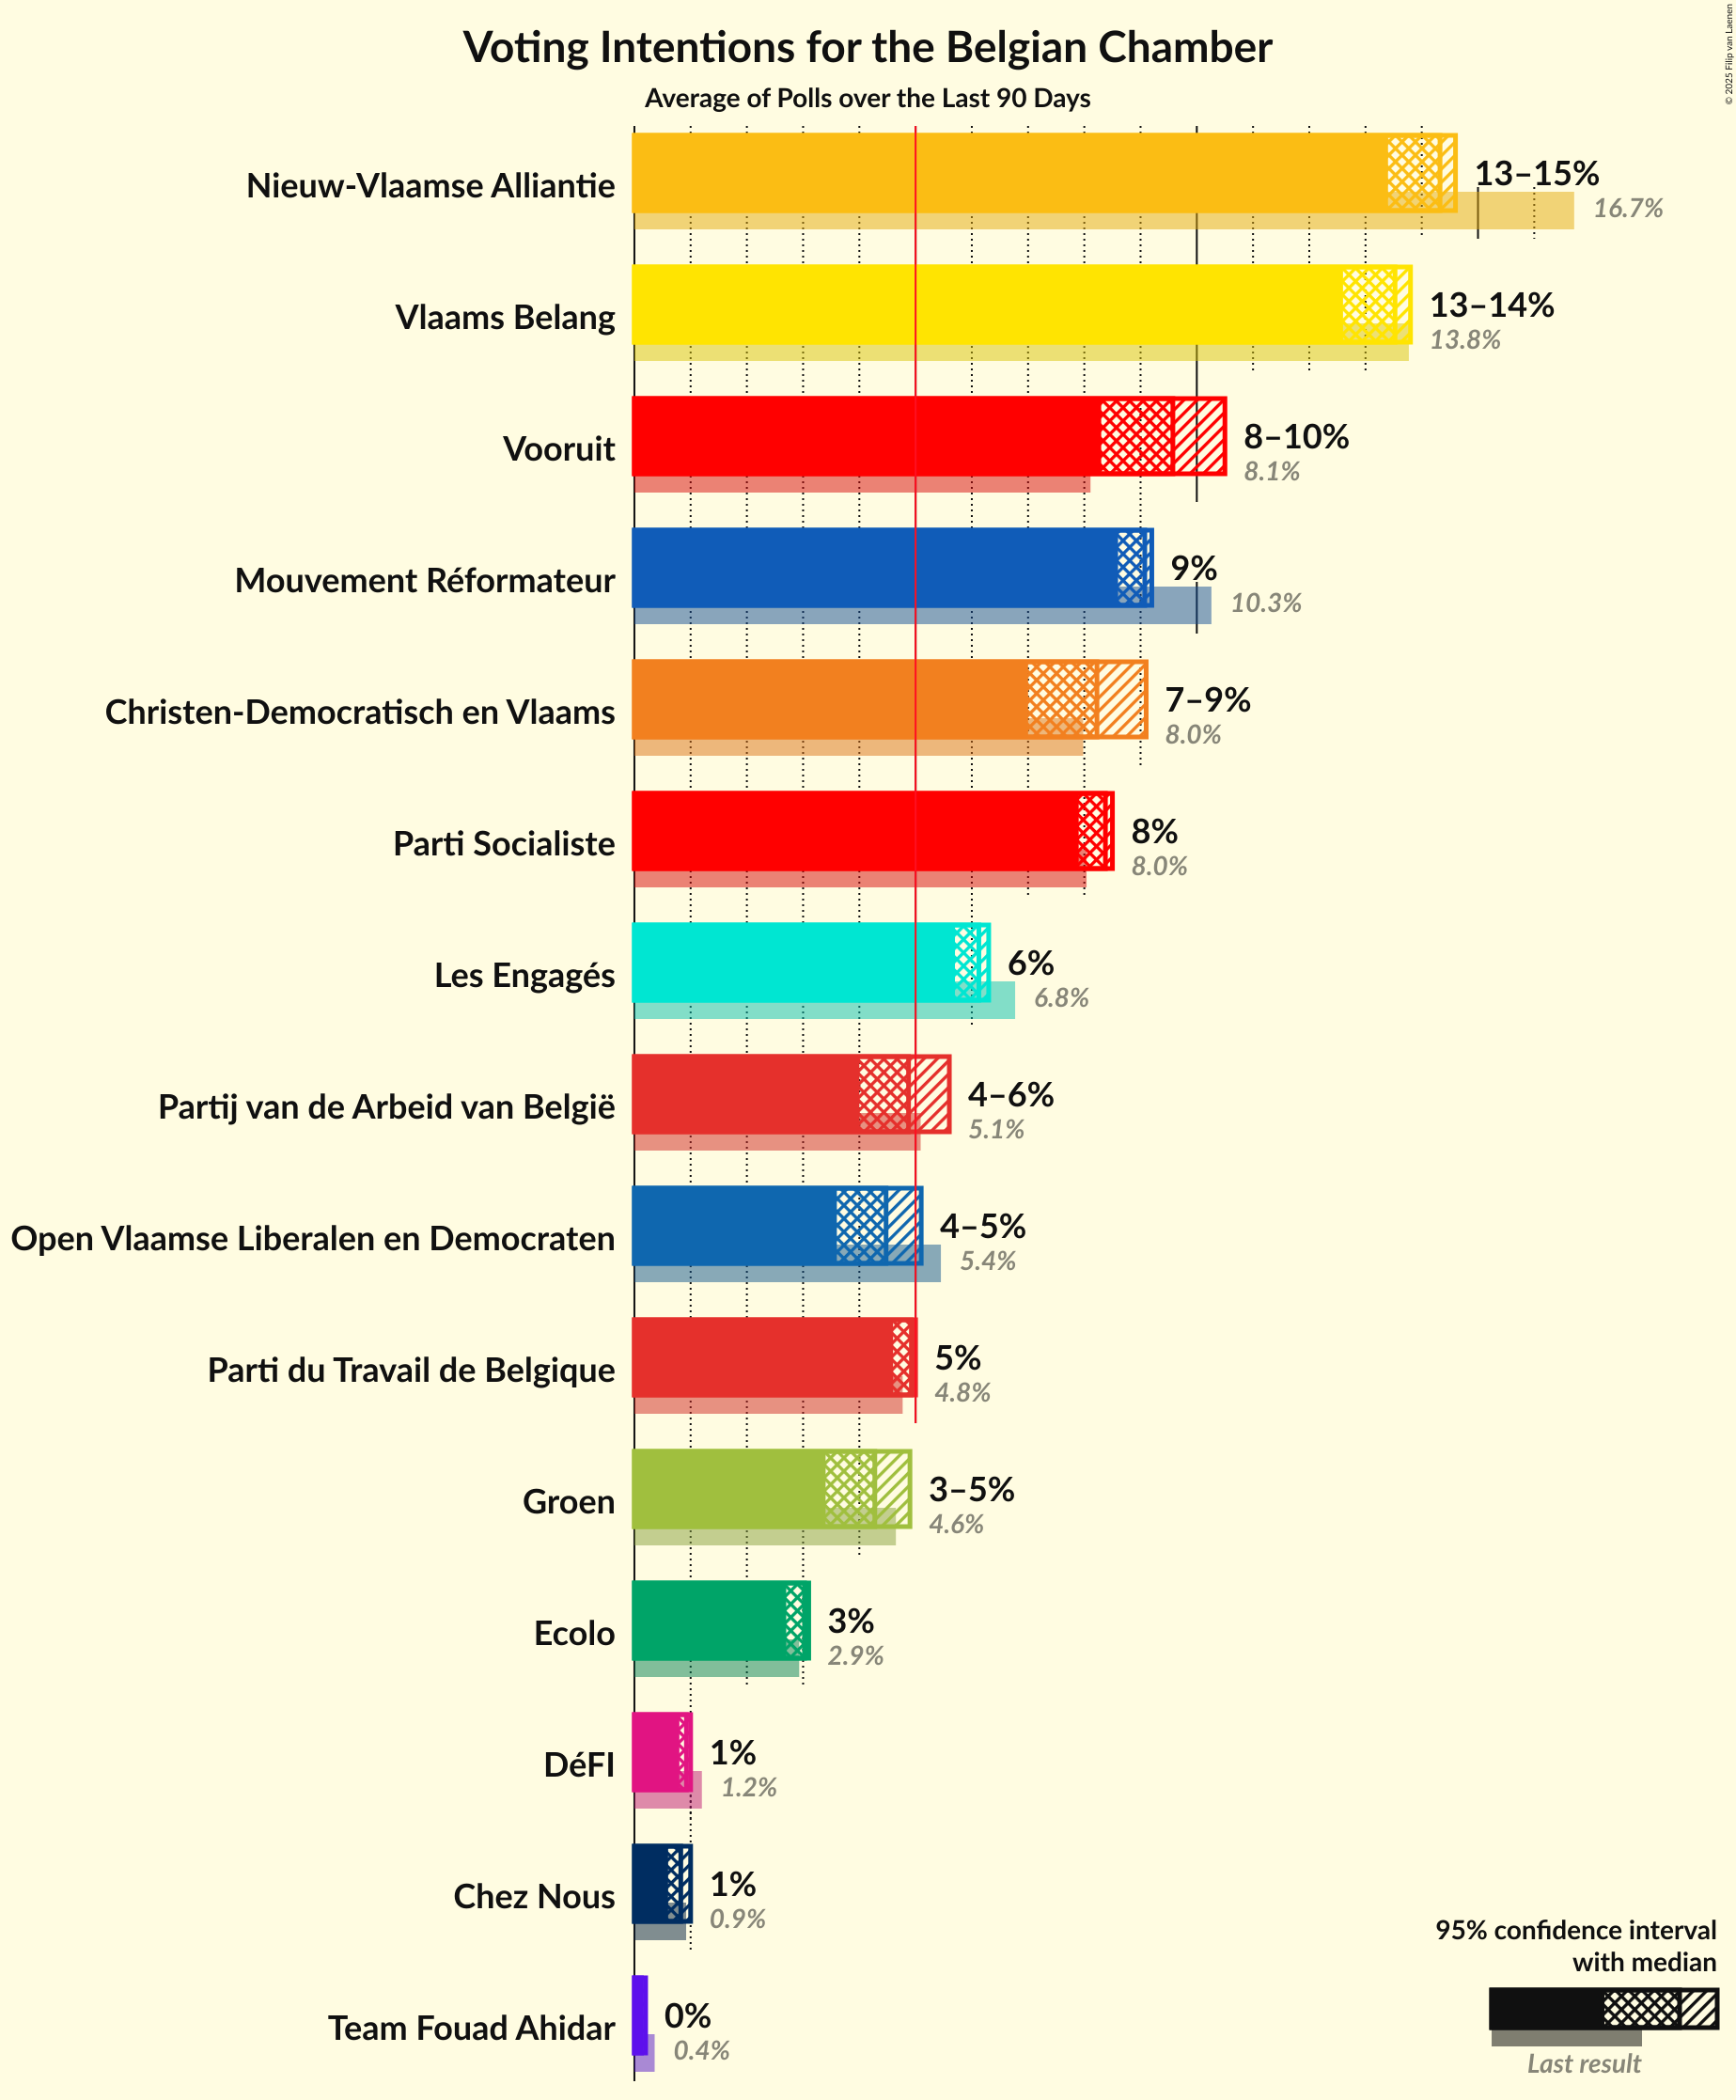 © 2025 Filip van Laenen
Voting Intentions for the Belgian Chamber
Average of Polls over the Last 90 Days
Nieuw-Vlaamse Alliantie
13–15%
16.7%
Vlaams Belang
13–14%
13.8%
Vooruit
8–10%
8.1%
Mouvement Réformateur
9%
10.3%
Christen-Democratisch en Vlaams
7–9%
8.0%
Parti Socialiste
8%
8.0%
Les Engagés
6%
6.8%
Partij van de Arbeid van België
4–6%
5.1%
Open Vlaamse Liberalen en Democraten
4–5%
5.4%
Parti du Travail de Belgique
5%
4.8%
Groen
3–5%
4.6%
Ecolo
3%
2.9%
DéFI
1%
1.2%
Chez Nous
1%
0.9%
Team Fouad Ahidar
0%
0.4%
95% confidence interval
with median
Last result